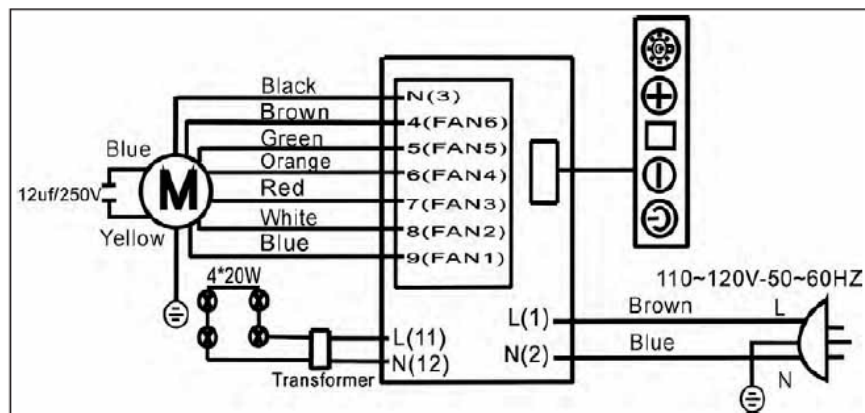 Black
N(3)
Brown
4(FAN6)
Green
5(FAN5)
Blue
Orange
6(FAN4)
12uf/250V
M
Red
7(FAN3)
White
8(FAN2)
Yellow
Blue
9(FAN1)
4*20W
L(11)
N(12)
Transformer
110~120V-50~60HZ
L(1)
Brown
L
N(2)
Blue
N